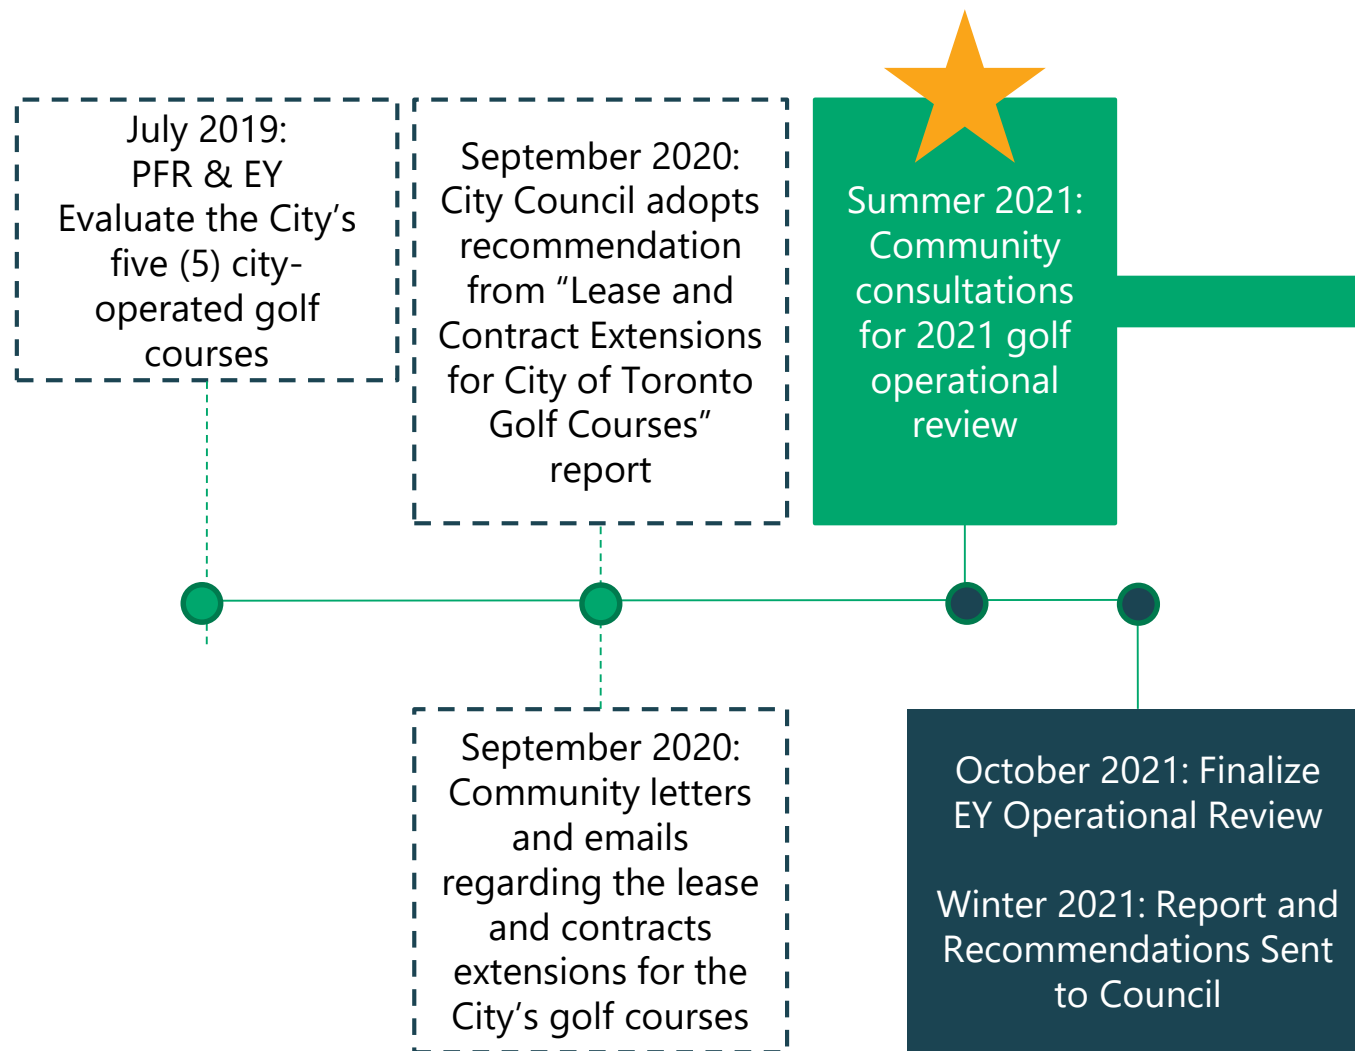 July 2019:
PFR & EY
Evaluate the City’s
five (5) city-
operated golf
courses
September 2020:
City Council adopts
recommendation
from “Lease and
Contract Extensions
for City of Toronto
Golf Courses”
report
Summer 2021:
Community
consultations
for 2021 golf
operational
review
September 2020:
Community letters
and emails
regarding the lease
and contracts
extensions for the
City’s golf courses
October 2021: Finalize
EY Operational Review
Winter 2021: Report and
Recommendations Sent
to Council